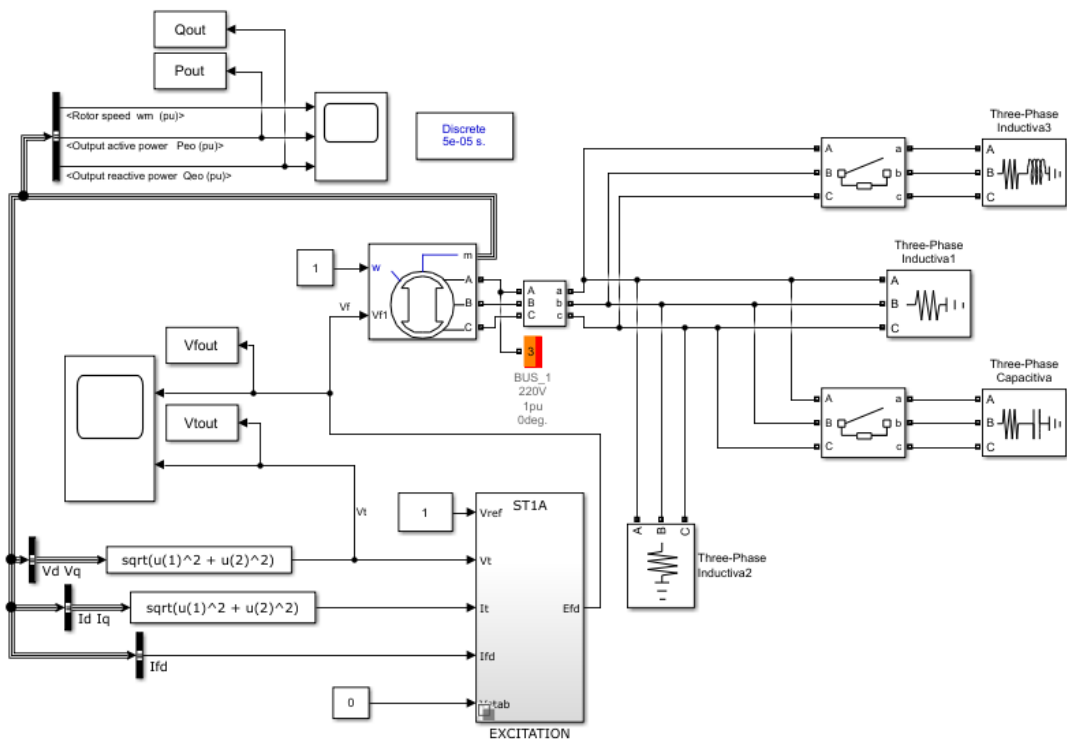 Qout
Pout
<Rotor speed wm (pu)>
<Output active power Peo (pu)>
<Output reactive power Qeo (pu)>
Discrete
5e-05 s.
1
w
Vf
Vf1
m
A
B
C
A
B
C
a
b
c
3
BUS_1
220V
1pu
0deg.
A
B
C
a
b
c
Three-Phase
Inductiva3
A
B
C
Three-Phase
Inductiva1
A
B
C
A
B
C
a
b
c
Three-Phase
Capacitiva
A
B
C
A
B
C
Three-Phase
Inductiva2
Vfout
Vtout
Vt
Vd Vq
sqrt(u(1)^2 + u(2)^2)
Id Iq
sqrt(u(1)^2 + u(2)^2)
Ifd
1
0
ST1A
Vref
Vt
It
Ifd
Efd
EXCITATION